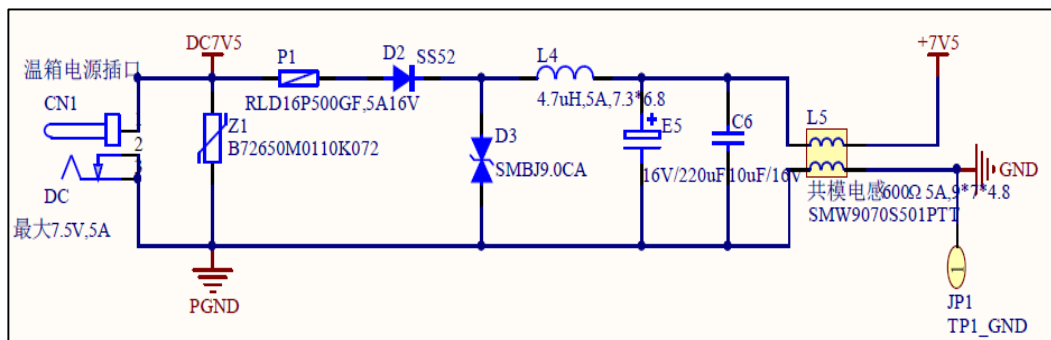 DC7V5
+7V5
温箱电源插口
P1
D2
SS52
L4
CN1
RLD16P500GF,5A16V
4.7uH,5A,7.3*6.8
L5
1
2
Z1
B72650M0110K072
D3
SMBJ9.0CA
E5
C6
DC
16V/220uF
10uF/16V
GND
共模电感
600Ω 5A,9*7*4.8
SMW9070S501PTT
最大7.5V,5A
1
PGND
JP1
TP1_GND